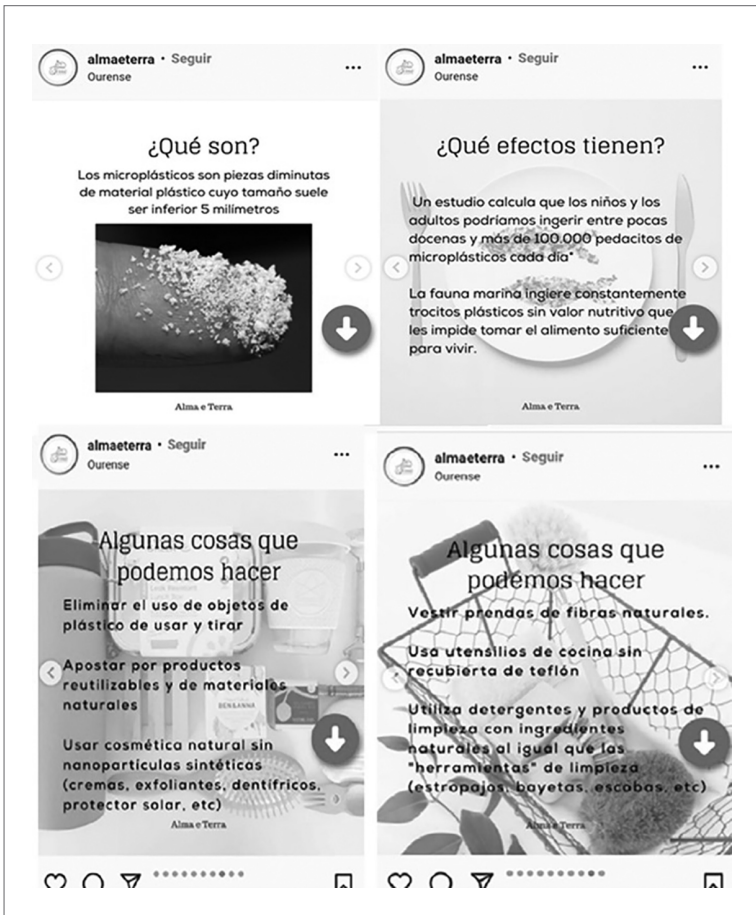 almaeterra • Seguir
Ourense
¿Qué son?
Los microplásticos son piezas diminutas
de material plástico cuyo tamaño suele
ser inferior 5 milímetros
Alma e Terra
almaeterra • Seguir
Ourense
¿Qué efectos tienen?
Un estudio calcula que los niños y los
adultos podríamos ingerir entre pocas
docenas y más de 100.000 pedacitos de
microplásticos cada día"
La fauna marina ingiere constantemente
trocitos plásticos sin valor nutritivo que
les impide tomar el alimento suficiente
para vivir.
Alma e Terra
almaeterra • Seguir
Ourense
Algunas cosas que
podemos hacer
Eliminar el uso de objetos de
plástico de usar y tirar
Apostar por productos
reutilizables y de materiales
naturales
Usar cosmética natural sin
nanopartículas sintéticas
(cremas, exfoliantes, dentífricos,
protector solar, etc)
BEN&ANNA
Alma e Terra
almaeterra • Seguir
Ourense
Algunas cosas que
podemos hacer
Vestir prendas de fibras naturales.
Usa utensilios de cocina sin
recubierta de teflón
Utiliza detergentes y productos de
limpieza con ingredientes
naturales al igual que las
"herramientas" de limpieza
(estropajos, bayetas, escobas, etc)
Alma e Terra